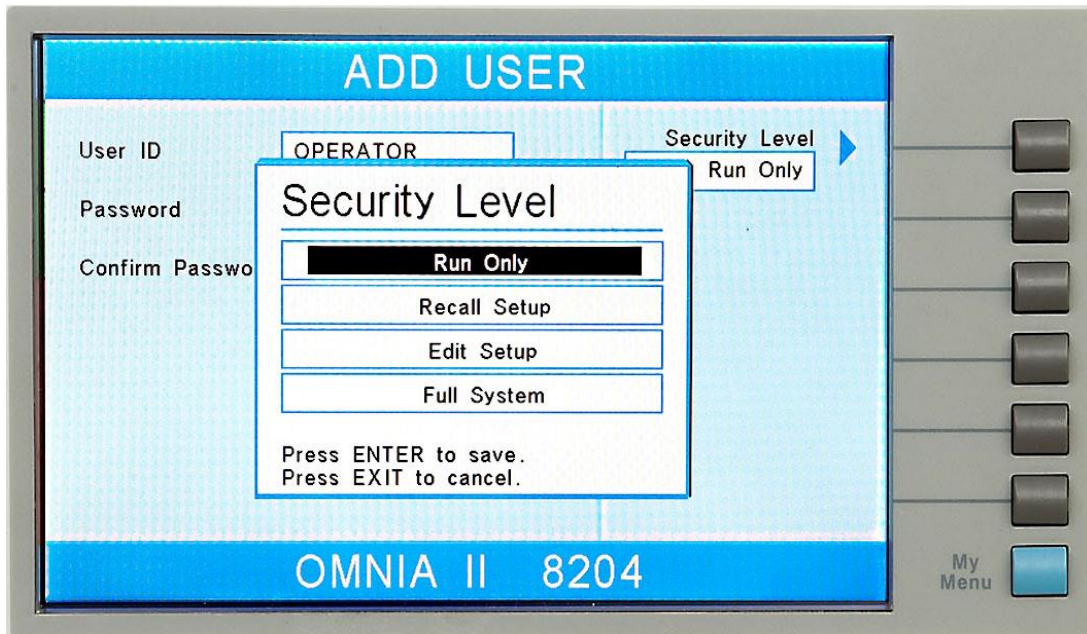 ADD USER
User ID
OPERATOR
Security Level
Run Only
Password
Confirm Passwo
Security Level
Run Only
Recall Setup
Edit Setup
Full System
Press ENTER to save.
Press EXIT to cancel.
OMNIA II 8204
My
Menu